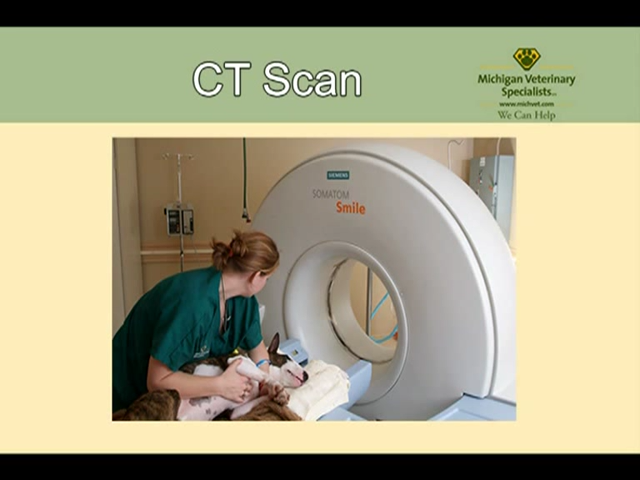 CT Scan
Michigan Veterinary
Specialists
www.michvet.com
We Can Help
SIEMENS
SOMATOM
Smile